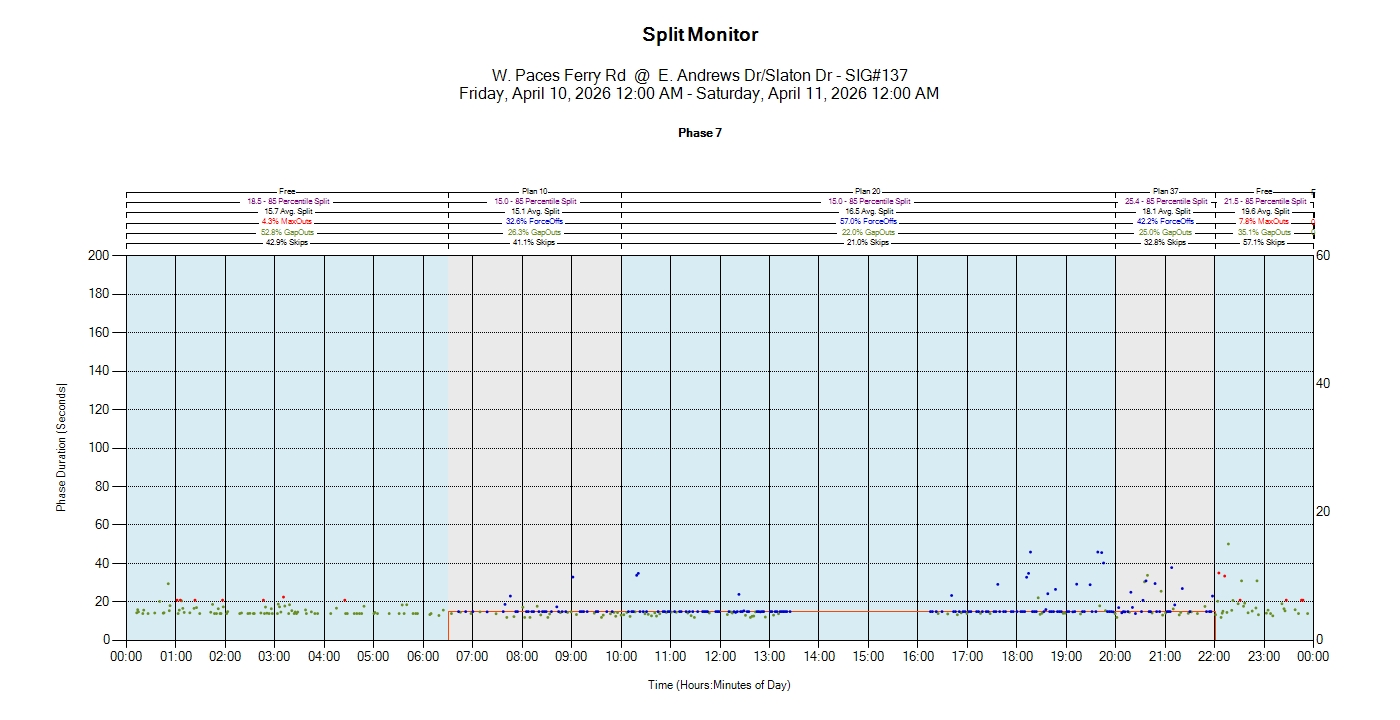 Split Monitor
W. Paces Ferry Rd @ E. Andrews Dr/Slaton Dr - SIG#137
Friday, April 10, 2026 12:00 AM - Saturday, April 11, 2026 12:00 AM
Phase 7
Free Plan 10 Plan 20 Plan 37 Free F
18.5 - 85 Percentile Split 15.0 - 85 Percentile Split 15.0 - 85 Percentile Split 25.4 - 85 Percentile Split 21.5 - 85 Percentile Split
15.7 Avg. Split 15.1 Avg. Split 16.5 Avg. Split 18.1 Avg. Split 19.6 Avg. Split
4.3% MaxOuts 32.6% ForceOffs 57.0% ForceOffs 42.2% ForceOffs 7.8% MaxOuts
52.8% GapOuts 26.3% GapOuts 22.0% GapOuts 25.0% GapOuts 35.1% GapOuts
42.9% Skips 41.1% Skips 21.0% Skips 32.8% Skips 57.1% Skips
200 60
180
160
140 40
120
100
80
60 20
40
20
0 0
Phase Duration (Seconds)
00:00 01:00 02:00 03:00 04:00 05:00 06:00 07:00 08:00 09:00 10:00 11:00 12:00 13:00 14:00 15:00 16:00 17:00 18:00 19:00 20:00 21:00 22:00 23:00 00:00
Time (Hours:Minutes of Day)